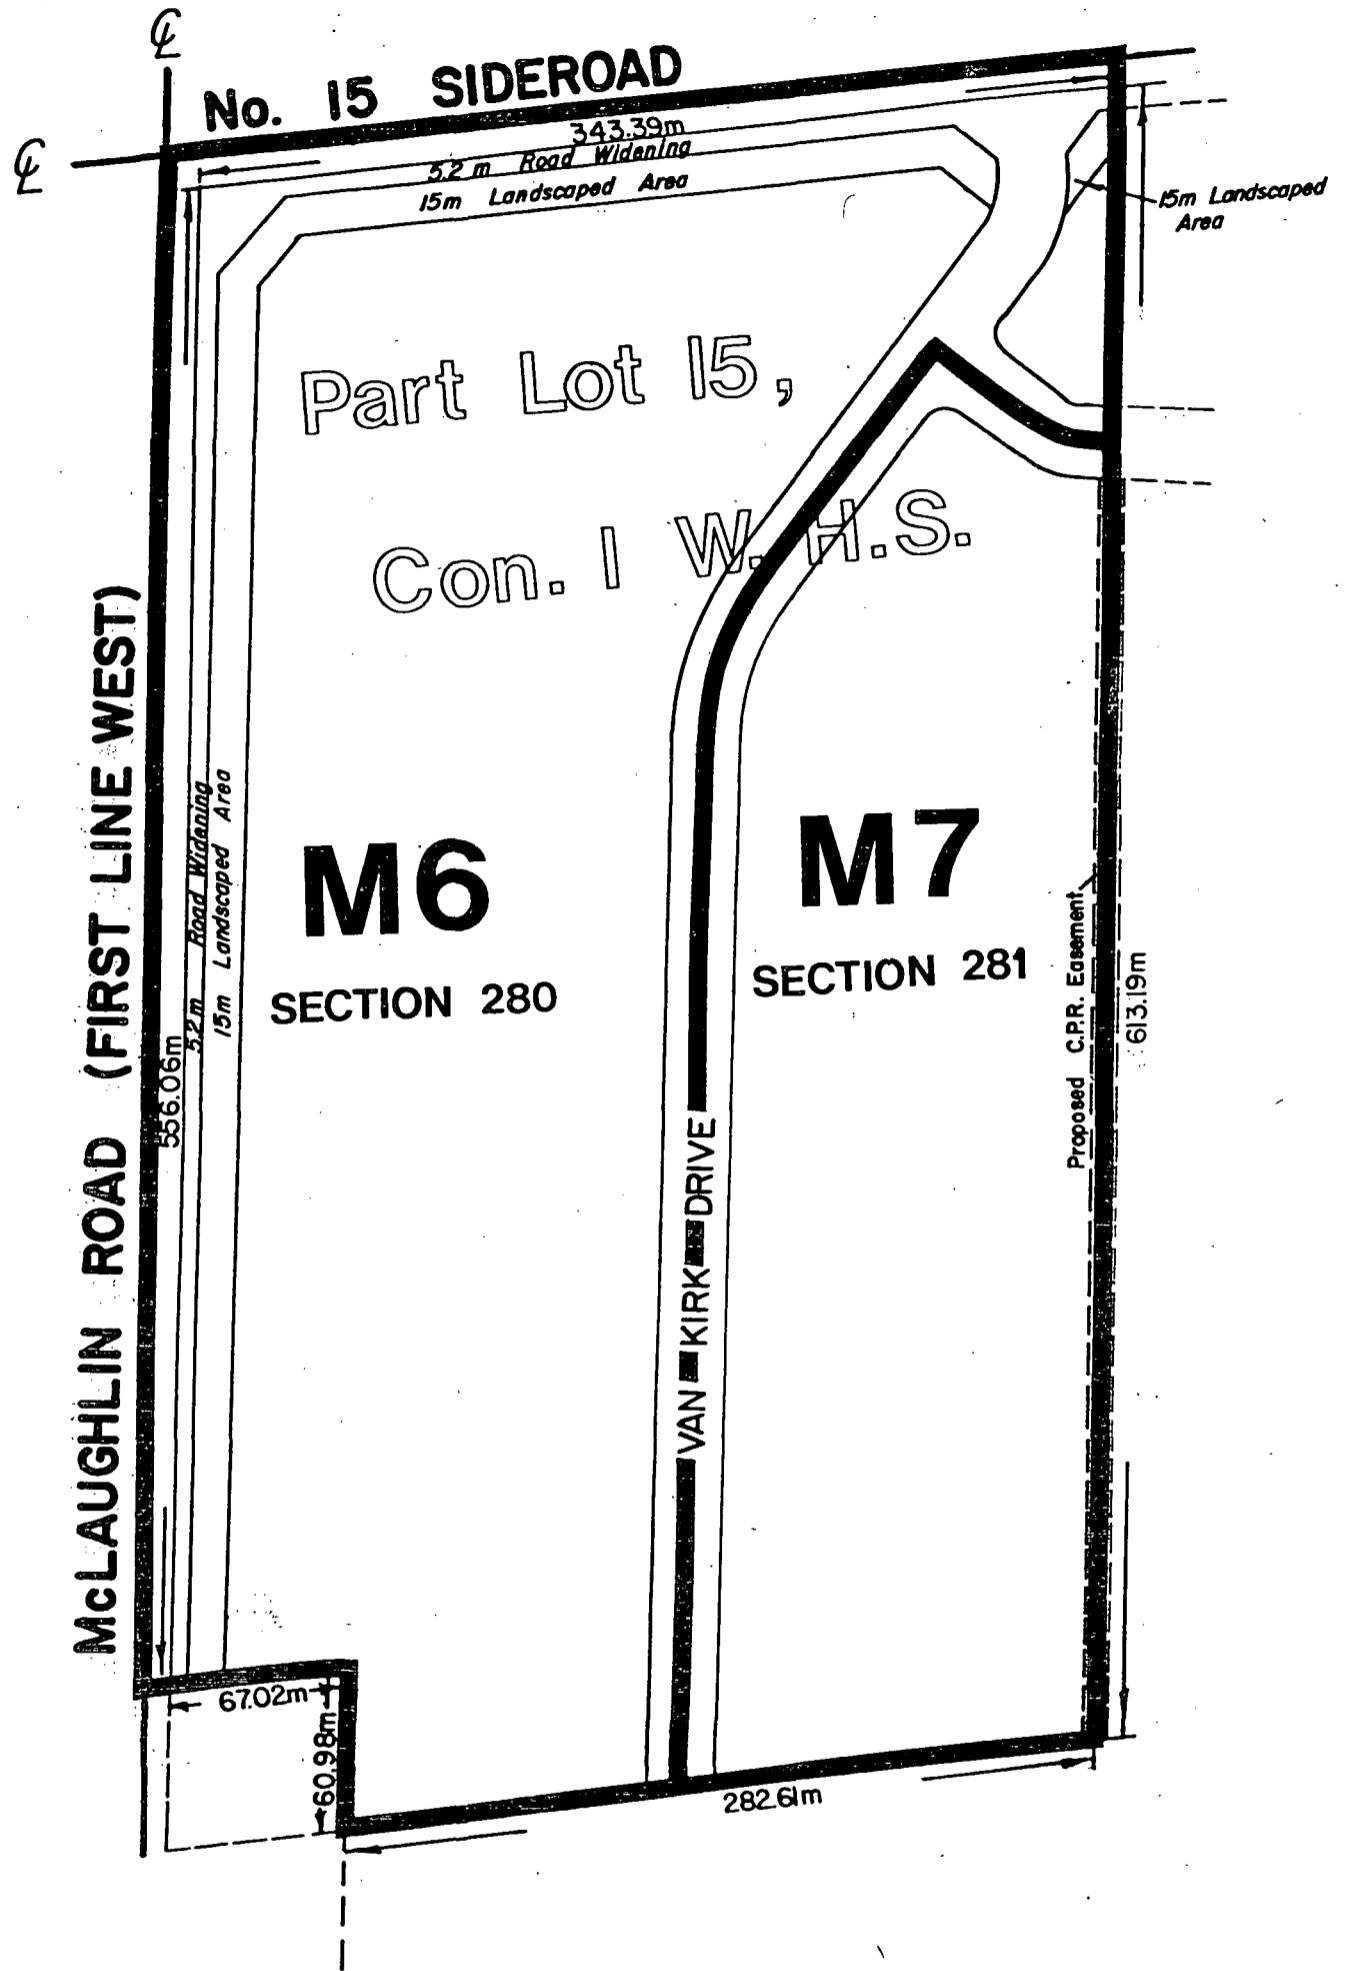 ℄
No. 15 SIDEROAD
℄
343.39m
5.2 m Road Widening
15m Landscaped Area
15m Landscaped
Area
Part Lot 15,
Con. 1 W.H.S.
McLAUGHLIN ROAD (FIRST LINE WEST)
556.06m
5.2 m Road Widening
15m Landscaped Area
M6
SECTION 280
M7
SECTION 281
Proposed C.P.R. Easement
613.19m
VAN KIRK DRIVE
67.02m
60.98m
282.61m